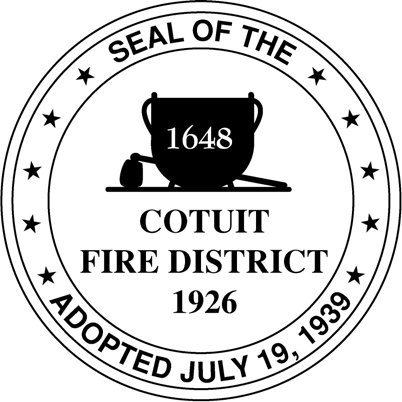 SEAL OF THE
1648
COTUIT
FIRE DISTRICT
1926
ADOPTED JULY 19, 1939